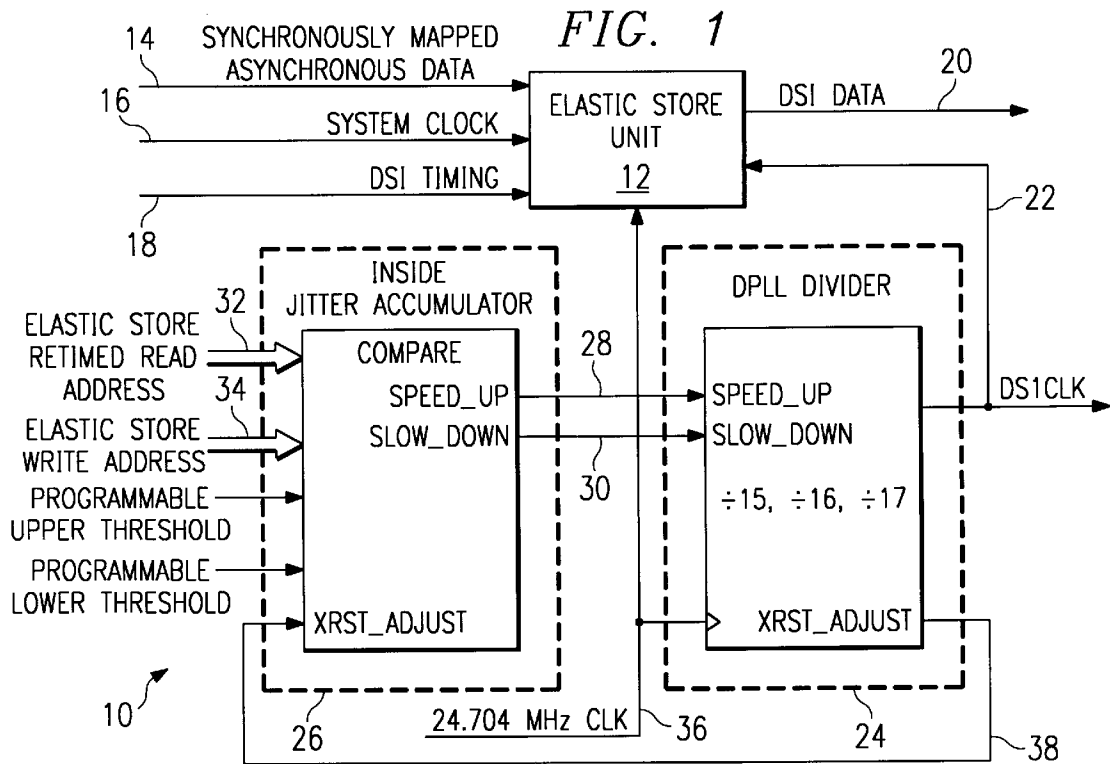 FIG. 1
14
SYNCHRONOUSLY MAPPED
ASYNCHRONOUS DATA
16
SYSTEM CLOCK
DSI TIMING
18
ELASTIC STORE
UNIT
12
DSI DATA
20
22
INSIDE
JITTER ACCUMULATOR
DPLL DIVIDER
32
ELASTIC STORE
RETIMED READ
ADDRESS
34
ELASTIC STORE
WRITE ADDRESS
PROGRAMMABLE
UPPER THRESHOLD
PROGRAMMABLE
LOWER THRESHOLD
COMPARE
SPEED_UP
SLOW_DOWN
XRST_ADJUST
28
30
SPEED_UP
SLOW_DOWN
÷15, ÷16, ÷17
XRST_ADJUST
DS1CLK
10
26
24.704 MHz CLK
36
24
38